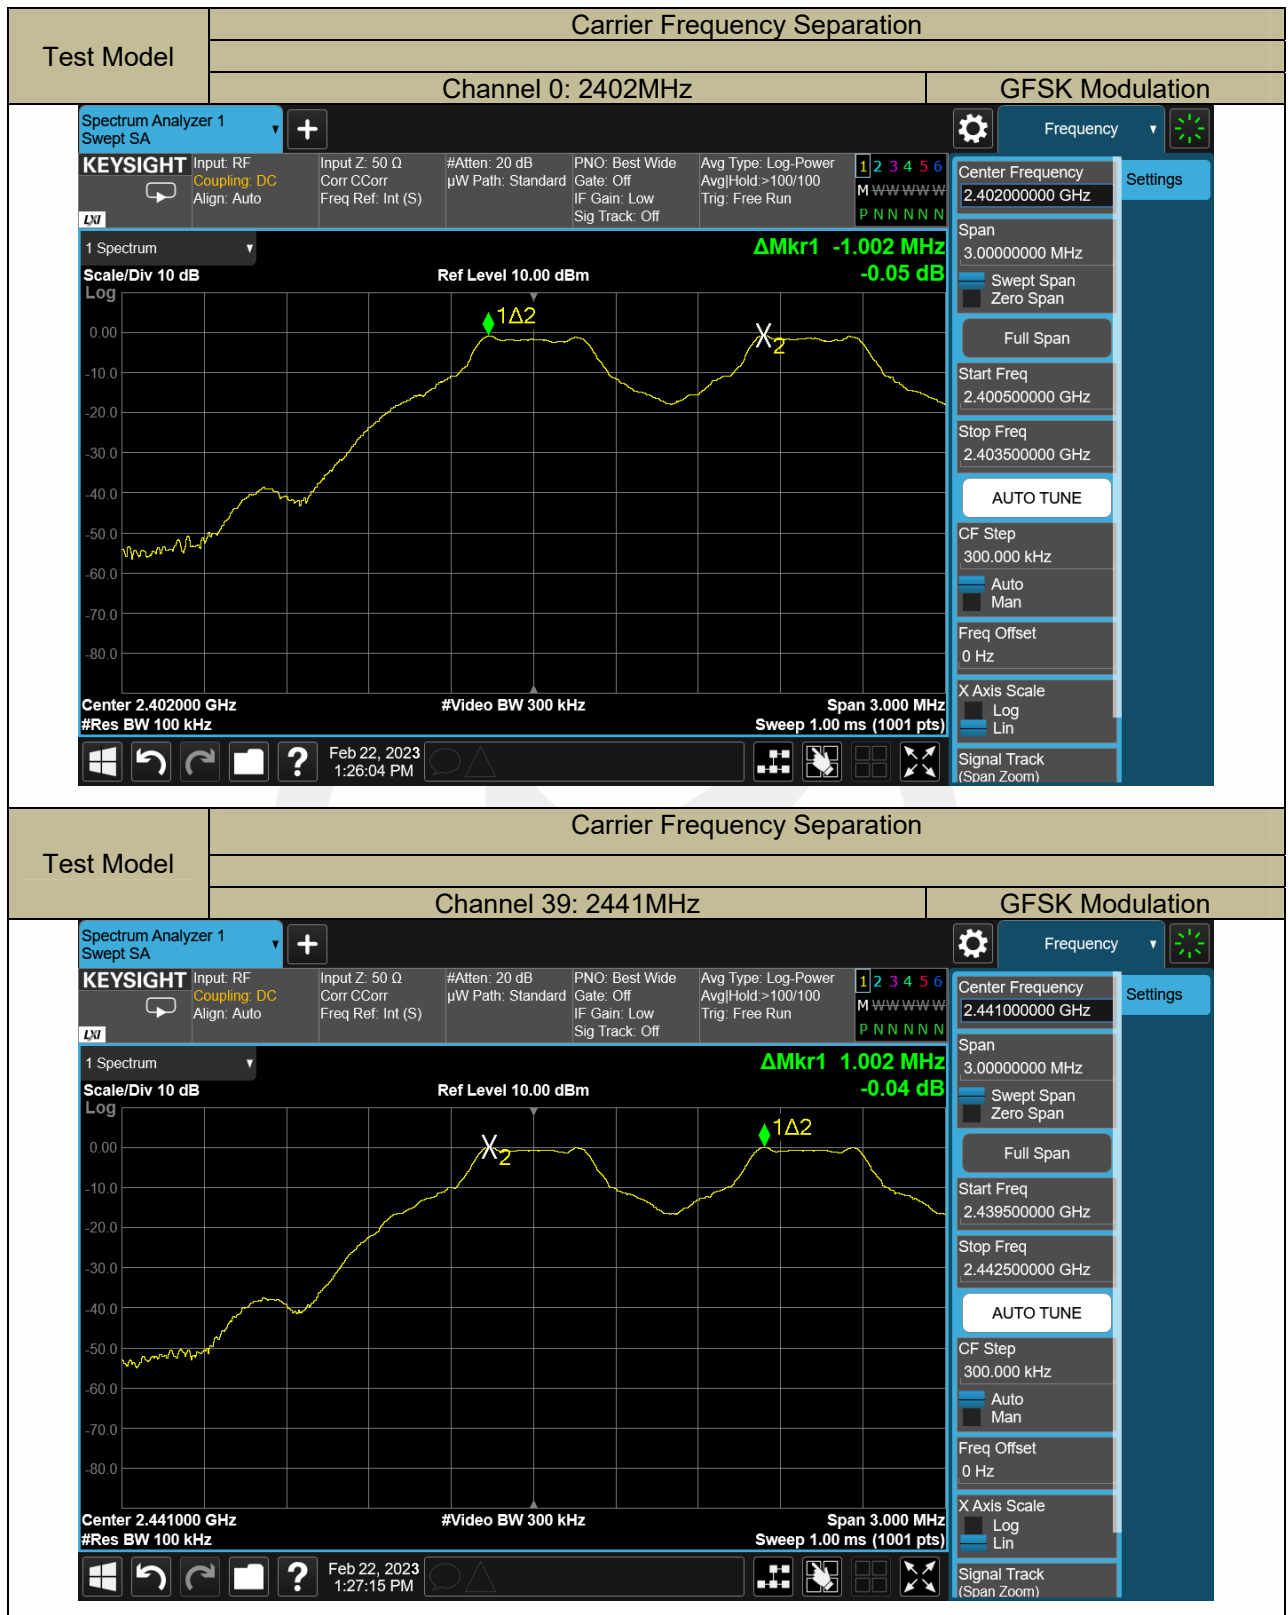 Test Model
Carrier Frequency Separation
Channel 0: 2402MHz
GFSK Modulation
Spectrum Analyzer 1
Swept SA
Frequency
KEYSIGHT
LXI
Input: RF
Coupling: DC
Align: Auto
Input Z: 50 Ω
Corr CCorr
Freq Ref: Int (S)
#Atten: 20 dB
µW Path: Standard
PNO: Best Wide
Gate: Off
IF Gain: Low
Sig Track: Off
Avg Type: Log-Power
Avg|Hold:>100/100
Trig: Free Run
1 2 3 4 5 6
M W W W W W
P N N N N N
1 Spectrum
ΔMkr1 -1.002 MHz
-0.05 dB
Scale/Div 10 dB
Ref Level 10.00 dBm
Log
1Δ2
X2
0.00
-10.0
-20.0
-30.0
-40.0
-50.0
-60.0
-70.0
-80.0
Center 2.402000 GHz
#Video BW 300 kHz
Span 3.000 MHz
#Res BW 100 kHz
Sweep 1.00 ms (1001 pts)
Feb 22, 2023
1:26:04 PM
Center Frequency
2.402000000 GHz
Settings
Span
3.00000000 MHz
Swept Span
Zero Span
Full Span
Start Freq
2.400500000 GHz
Stop Freq
2.403500000 GHz
AUTO TUNE
CF Step
300.000 kHz
Auto
Man
Freq Offset
0 Hz
X Axis Scale
Log
Lin
Signal Track
(Span Zoom)
Test Model
Carrier Frequency Separation
Channel 39: 2441MHz
GFSK Modulation
Spectrum Analyzer 1
Swept SA
Frequency
KEYSIGHT
LXI
Input: RF
Coupling: DC
Align: Auto
Input Z: 50 Ω
Corr CCorr
Freq Ref: Int (S)
#Atten: 20 dB
µW Path: Standard
PNO: Best Wide
Gate: Off
IF Gain: Low
Sig Track: Off
Avg Type: Log-Power
Avg|Hold:>100/100
Trig: Free Run
1 2 3 4 5 6
M W W W W W
P N N N N N
1 Spectrum
ΔMkr1 1.002 MHz
-0.04 dB
Scale/Div 10 dB
Ref Level 10.00 dBm
Log
X2
1Δ2
0.00
-10.0
-20.0
-30.0
-40.0
-50.0
-60.0
-70.0
-80.0
Center 2.441000 GHz
#Video BW 300 kHz
Span 3.000 MHz
#Res BW 100 kHz
Sweep 1.00 ms (1001 pts)
Feb 22, 2023
1:27:15 PM
Center Frequency
2.441000000 GHz
Settings
Span
3.00000000 MHz
Swept Span
Zero Span
Full Span
Start Freq
2.439500000 GHz
Stop Freq
2.442500000 GHz
AUTO TUNE
CF Step
300.000 kHz
Auto
Man
Freq Offset
0 Hz
X Axis Scale
Log
Lin
Signal Track
(Span Zoom)